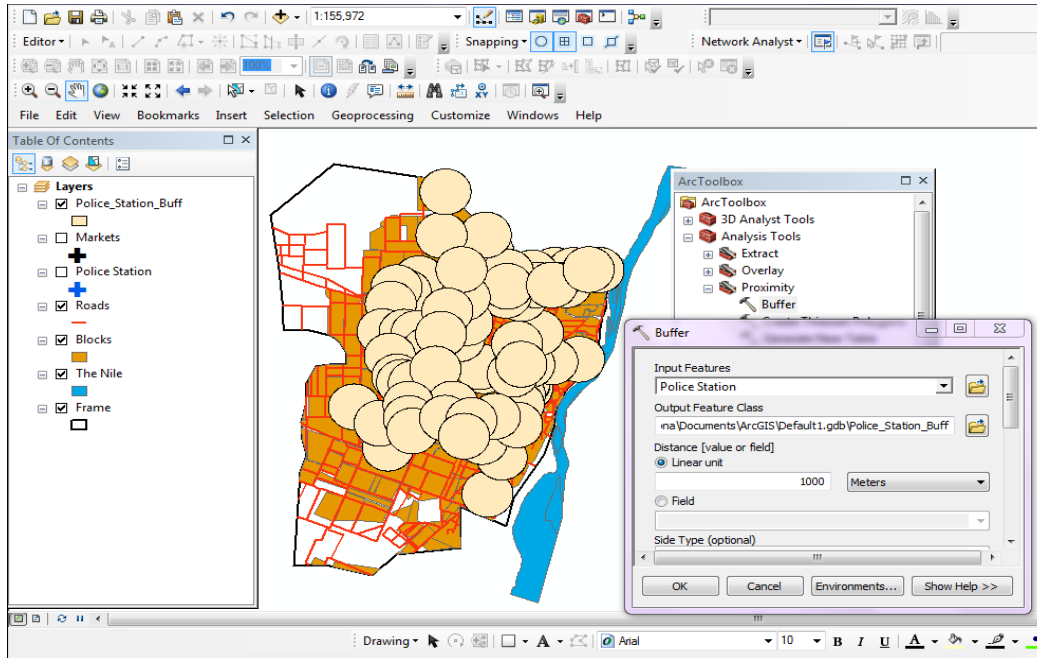 1:155,972
Editor Snapping Network Analyst
100%
File Edit View Bookmarks Insert Selection Geoprocessing Customize Windows Help
Table Of Contents
Layers
Police_Station_Buff
Markets
Police Station
Roads
Blocks
The Nile
Frame
ArcToolbox
ArcToolbox
3D Analyst Tools
Analysis Tools
Extract
Overlay
Proximity
Buffer
Buffer
Input Features
Police Station
Output Feature Class
na\Documents\ArcGIS\Default1.gdb\Police_Station_Buff
Distance [value or field]
Linear unit
1000 Meters
Field
Side Type (optional)
OK Cancel Environments... Show Help >>
Drawing A Arial 10 B I U A